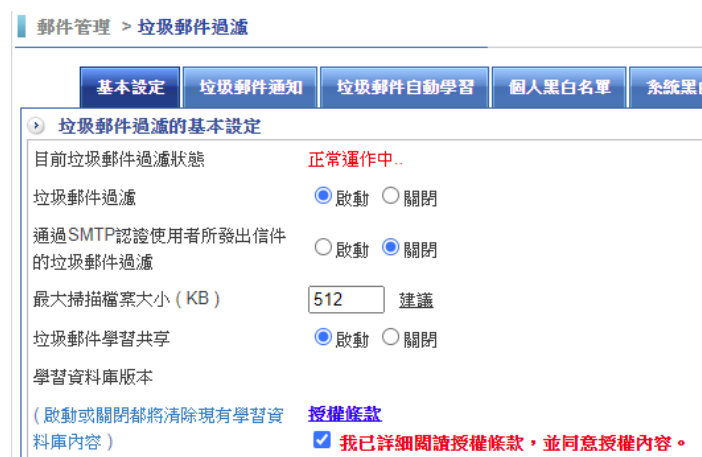 郵件管理 > 垃圾郵件過濾
基本設定 垃圾郵件通知 垃圾郵件自動學習 個人黑白名單 系統黑
垃圾郵件過濾的基本設定
目前垃圾郵件過濾狀態 正常運作中..
垃圾郵件過濾 啟動 關閉
通過SMTP認證使用者所發出信件
的垃圾郵件過濾 啟動 關閉
最大掃描檔案大小 ( KB ) 512 建議
垃圾郵件學習共享 啟動 關閉
學習資料庫版本
( 啟動或關閉都將清除現有學習資 授權條款
料庫內容 ) 我已詳細閱讀授權條款，並同意授權內容。